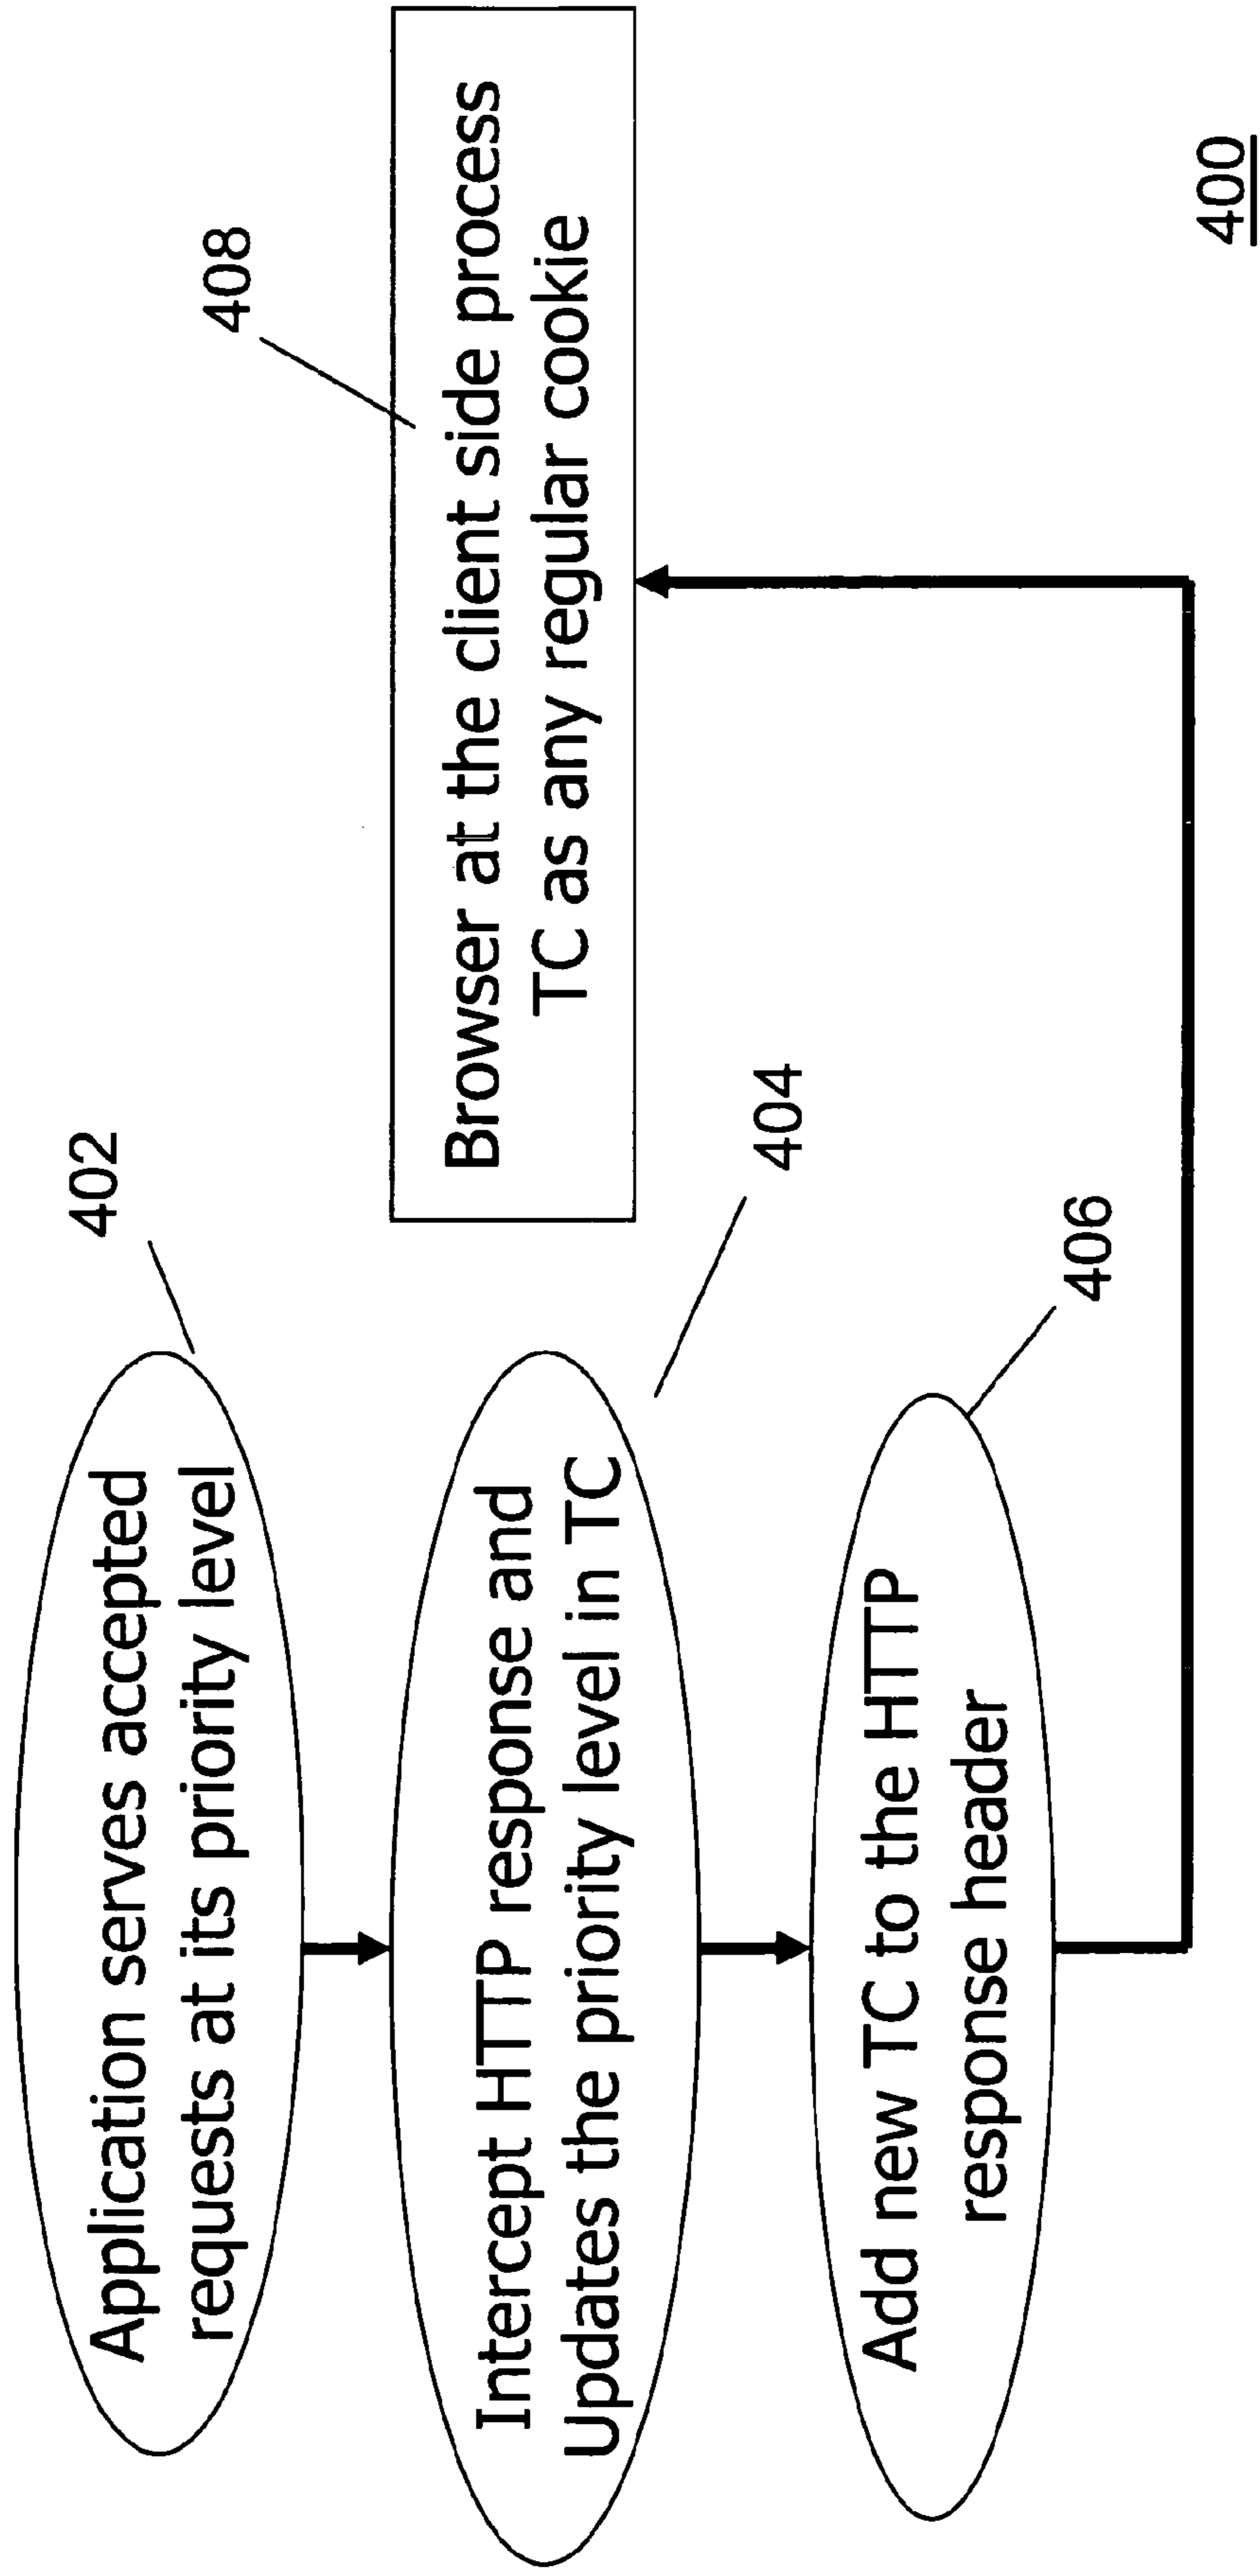 402
Application serves accepted
requests at its priority level
404
Intercept HTTP response and
Updates the priority level in TC
406
Add new TC to the HTTP
response header
408
Browser at the client side process
TC as any regular cookie
400